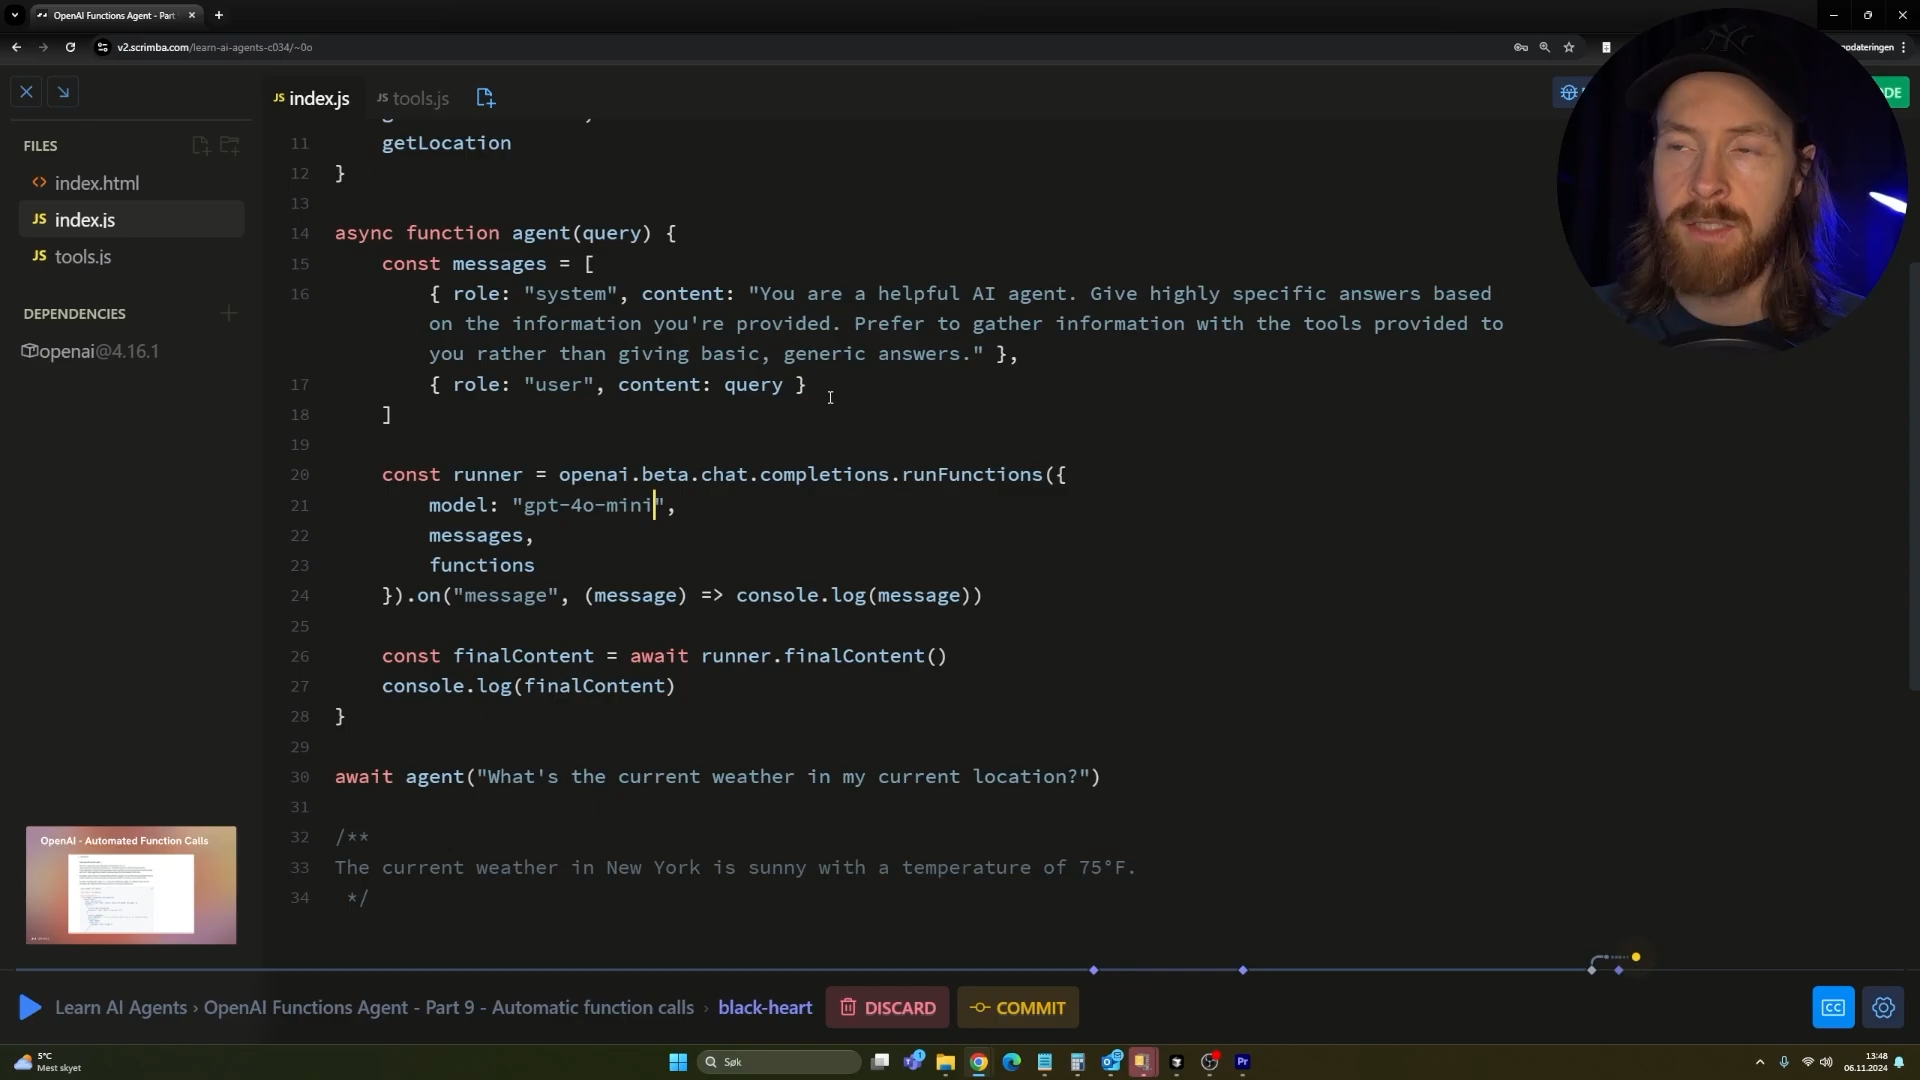 OpenAI Functions Agent - Part
v2.scrimba.com/learn-ai-agents-c034/~0o
ppdateringen
JS index.js
JS tools.js
DE
FILES
<> index.html
JS index.js
JS tools.js
DEPENDENCIES
openai@4.16.1
11 getLocation
12 }
13
14 async function agent(query) {
15 const messages = [
16 { role: "system", content: "You are a helpful AI agent. Give highly specific answers based
on the information you're provided. Prefer to gather information with the tools provided to
you rather than giving basic, generic answers." },
17 { role: "user", content: query }
18 ]
19
20 const runner = openai.beta.chat.completions.runFunctions({
21 model: "gpt-4o-mini",
22 messages,
23 functions
24 }).on("message", (message) => console.log(message))
25
26 const finalContent = await runner.finalContent()
27 console.log(finalContent)
28 }
29
30 await agent("What's the current weather in my current location?")
31
32 /**
33 The current weather in New York is sunny with a temperature of 75°F.
34 */
OpenAI - Automated Function Calls
Learn AI Agents › OpenAI Functions Agent - Part 9 - Automatic function calls › black-heart
DISCARD
COMMIT
CC
5°C
Mest skyet
Søk
13:48
06.11.2024